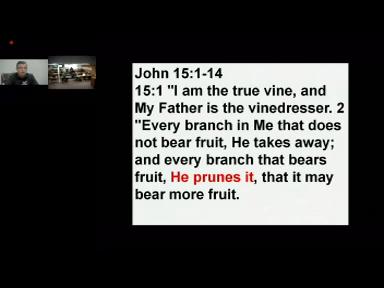 John 15:1-14
15:1 "I am the true vine, and
My Father is the vinedresser. 2
"Every branch in Me that does
not bear fruit, He takes away;
and every branch that bears
fruit, He prunes it, that it may
bear more fruit.